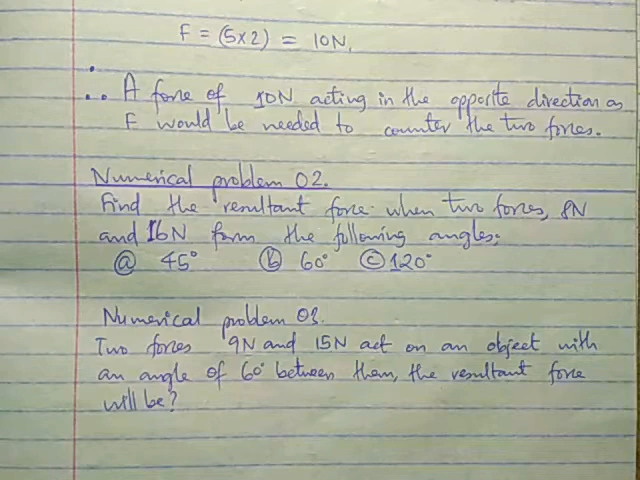 F = (5x2) = 10N.
∴ A force of 10N acting in the opposite direction as
F would be needed to counter the two forces.
Numerical problem 02.
Find the resultant force when two forces, 8N
and 16N form the following angles:
(a) 45° (b) 60° (c) 120°
Numerical problem 03.
Two forces 9N and 15N act on an object with
an angle of 60° between them, the resultant force
will be?